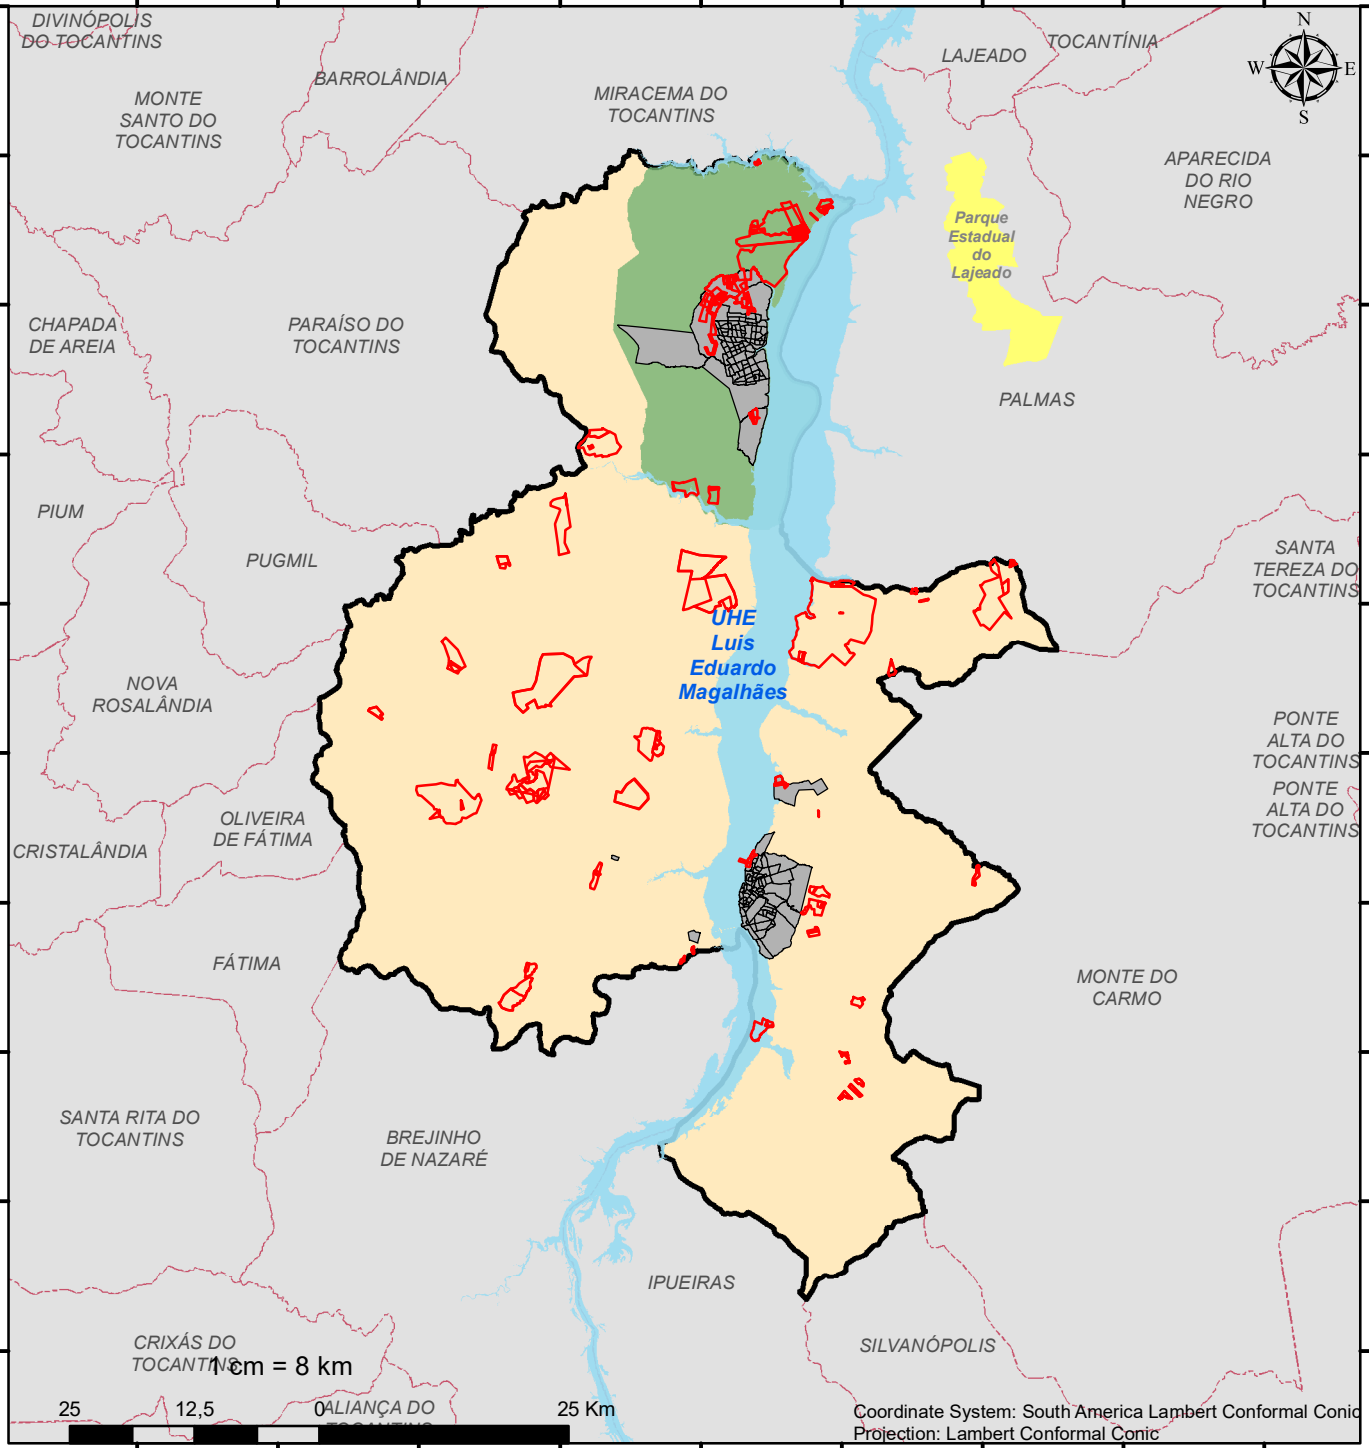 DIVINÓPOLIS
DO TOCANTINS
BARROLÂNDIA
MONTE
SANTO DO
TOCANTINS
MIRACEMA DO
TOCANTINS
LAJEADO
TOCANTÍNIA
N
W
E
S
APARECIDA
DO RIO
NEGRO
Parque
Estadual
do
Lajeado
CHAPADA
DE AREIA
PARAÍSO DO
TOCANTINS
PALMAS
PIUM
PUGMIL
SANTA
TEREZA DO
TOCANTINS
UHE
Luis
Eduardo
Magalhães
NOVA
ROSALÂNDIA
PONTE
ALTA DO
TOCANTINS
PONTE
ALTA DO
TOCANTINS
OLIVEIRA
DE FÁTIMA
CRISTALÂNDIA
FÁTIMA
MONTE DO
CARMO
SANTA RITA DO
TOCANTINS
BREJINHO
DE NAZARÉ
IPUEIRAS
SILVANÓPOLIS
CRIXÁS DO
TOCANTINS
1 cm = 8 km
ALIANÇA DO
TOCANTINS
25 12,5 0 25 Km
Coordinate System: South America Lambert Conformal Conic
Projection: Lambert Conformal Conic